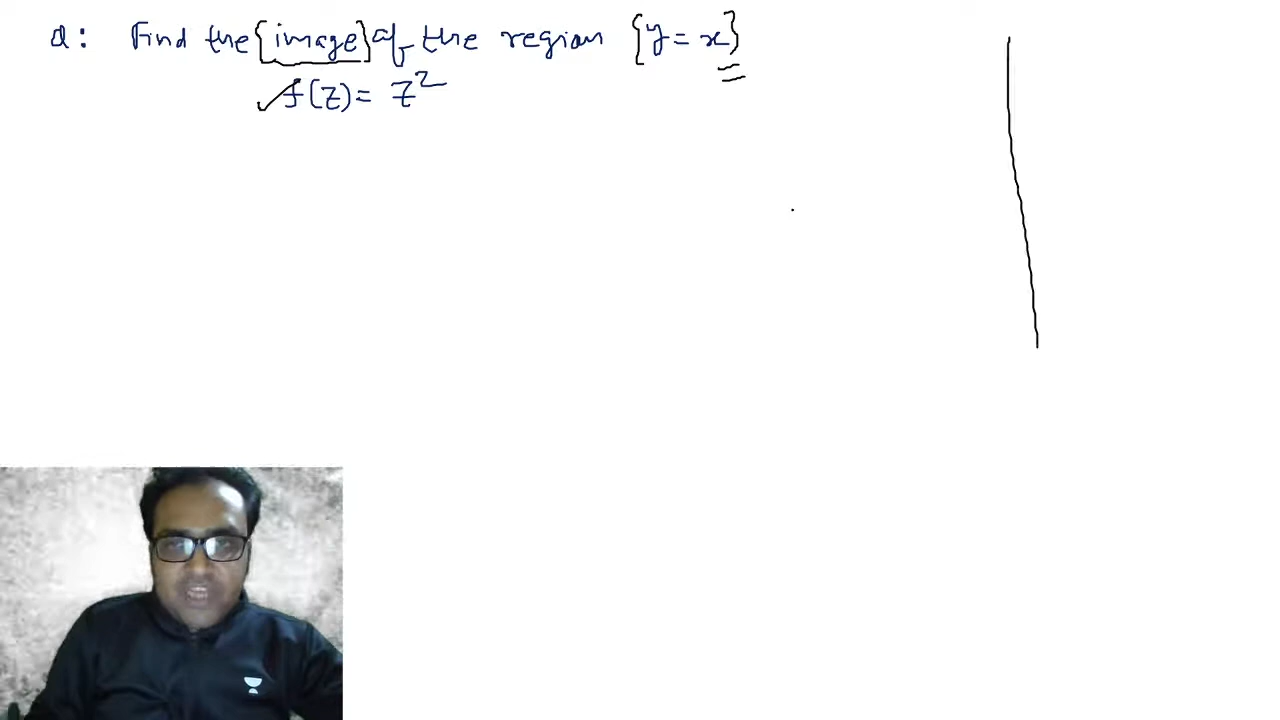 Q: Find the {image} of the region {y = x}
f(z) = z²